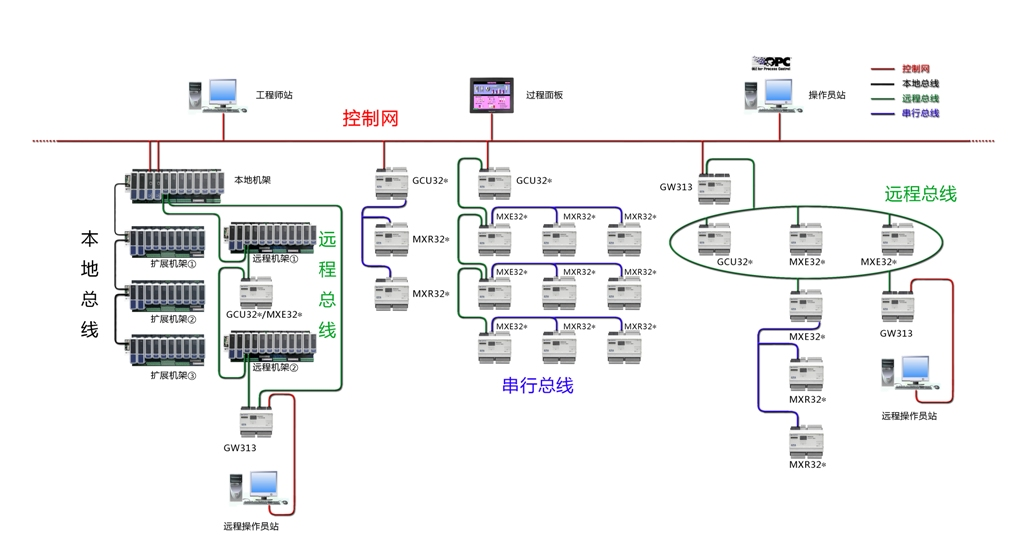 OPC
工程师站
过程面板
操作员站
控制网
本地总线
远程总线
串行总线
控制网
本地机架
GCU32*
GCU32*
GW313
远程总线
MXE32*
MXR32*
MXR32*
本地总线
扩展机架①
远程机架①
远程总线
MXR32*
GCU32*
MXE32*
MXE32*
MXE32*
MXR32*
MXR32*
扩展机架②
GCU32*/MXE32*
MXR32*
MXE32*
MXR32*
MXR32*
MXE32*
GW313
扩展机架③
远程机架②
串行总线
MXR32*
远程操作员站
GW313
MXR32*
远程操作员站